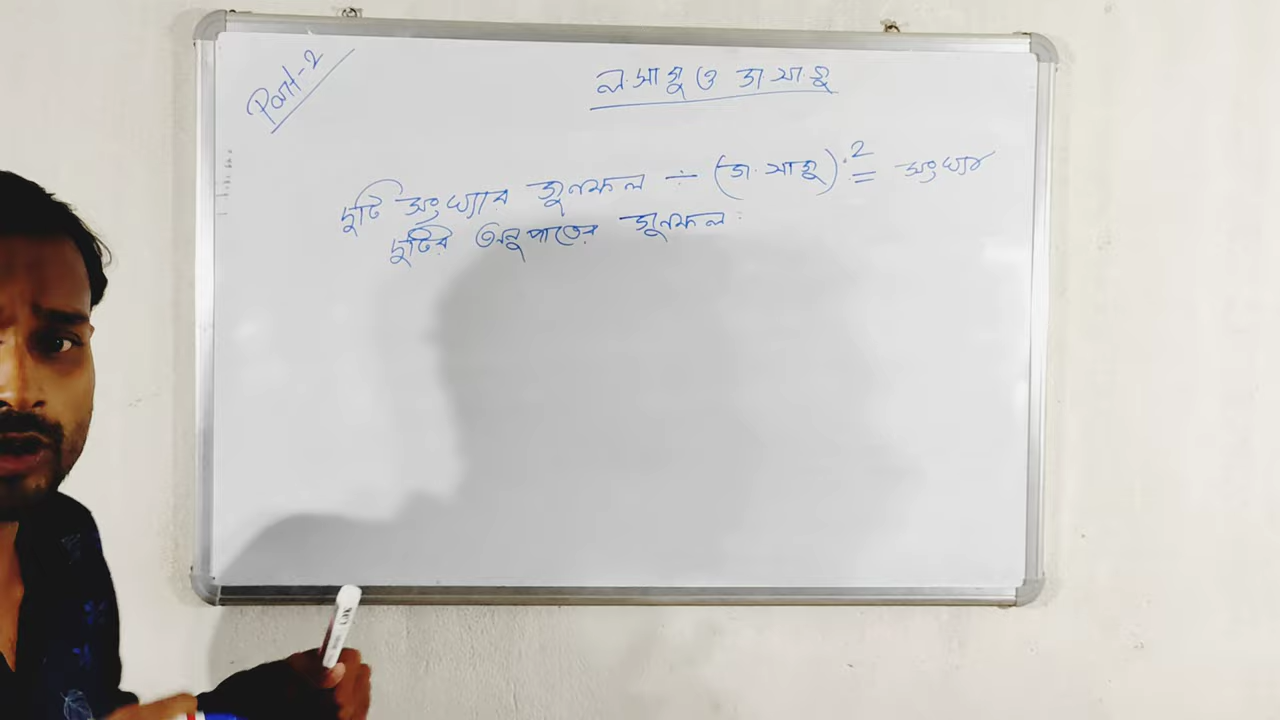 Part-2
ল.সা.গু ও গ.সা.গু
দুটি সংখ্যার গুণফল ÷ (গ.সা.গু)² = সংখ্যা
দুটির অনুপাতের গুণফল